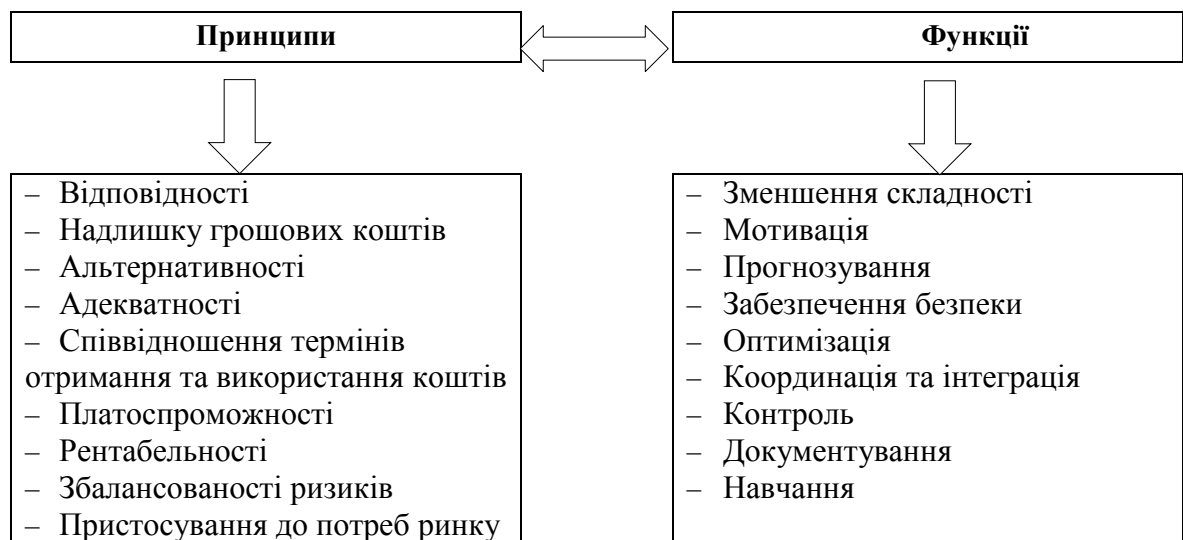 Принципи
Функції
– Відповідності
– Надлишку грошових коштів
– Альтернативності
– Адекватності
– Співвідношення термінів
отримання та використання коштів
– Платоспроможності
– Рентабельності
– Збалансованості ризиків
– Пристосування до потреб ринку
– Зменшення складності
– Мотивація
– Прогнозування
– Забезпечення безпеки
– Оптимізація
– Координація та інтеграція
– Контроль
– Документування
– Навчання